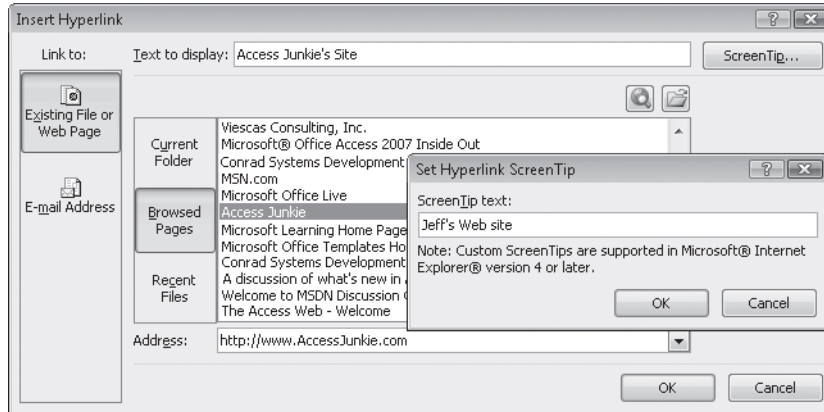 Insert Hyperlink
Link to:
Text to display: Access Junkie's Site
ScreenTip...
Existing File or
Web Page
E-mail Address
Current
Folder
Browsed
Pages
Recent
Files
Viescas Consulting, Inc.
Microsoft® Office Access 2007 Inside Out
Conrad Systems Development
MSN.com
Microsoft Office Live
Access Junkie
Microsoft Learning Home Page
Microsoft Office Templates Ho
Conrad Systems Development
A discussion of what's new in
Welcome to MSDN Discussion
The Access Web - Welcome
Address: http://www.AccessJunkie.com
OK Cancel
Set Hyperlink ScreenTip
ScreenTip text:
Jeff's Web site
Note: Custom ScreenTips are supported in Microsoft® Internet
Explorer® version 4 or later.
OK Cancel